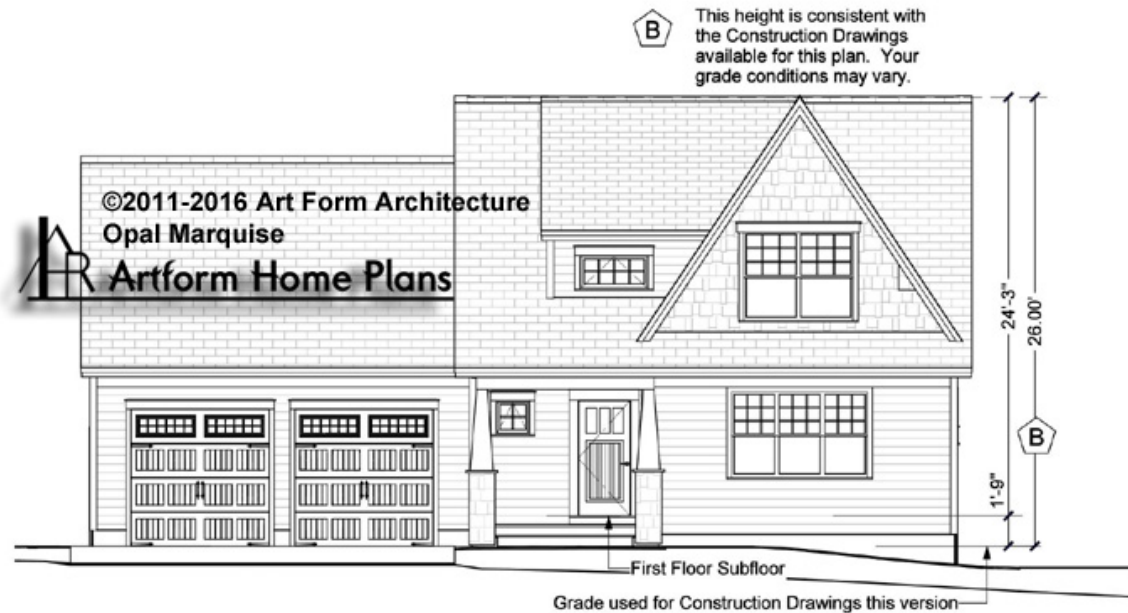 B
This height is consistent with
the Construction Drawings
available for this plan. Your
grade conditions may vary.
©2011-2016 Art Form Architecture
Opal Marquise
AHR Artform Home Plans
24'-3"
26.00'
B
1'-9"
First Floor Subfloor
Grade used for Construction Drawings this version